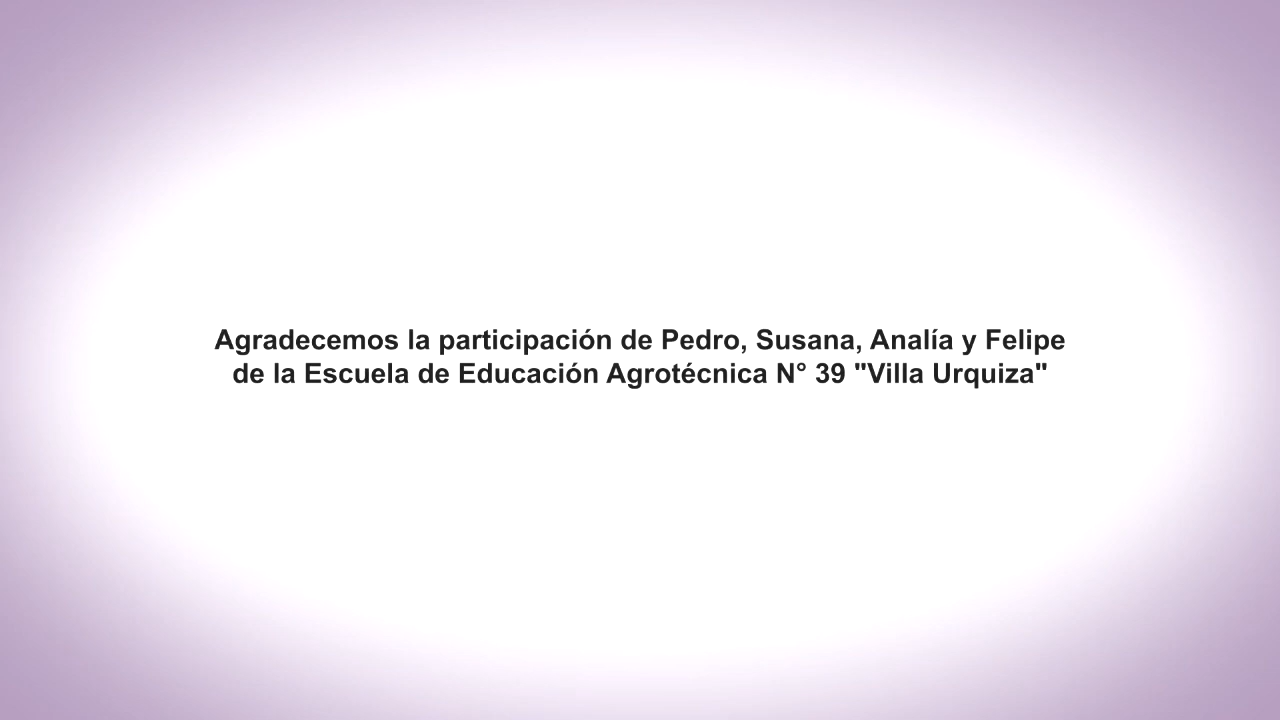 Agradecemos la participación de Pedro, Susana, Analía y Felipe
de la Escuela de Educación Agrotécnica N° 39 "Villa Urquiza"